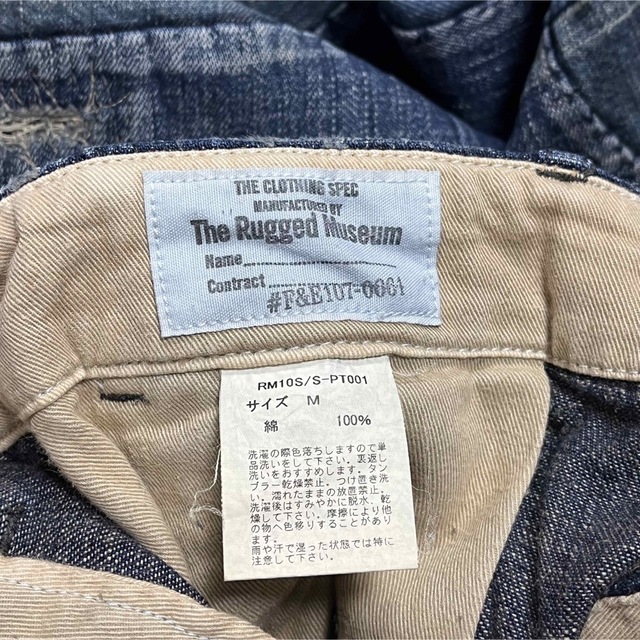 THE CLOTHING SPEC
MANUFACTURED BY
The Rugged Museum
Name
Contract
#F&E107-0001
RM10S/S-PT001
サイズ M
綿 100%
洗濯の際色落ちしますので単
品洗いをして下さい。裏返し
洗いをおすすめします。タン
ブラー乾燥禁止。つけ置き洗
い、濡れたままの放置禁止。
洗濯後はすみやかに脱水、乾
燥して下さい。摩擦により他
の物へ色移りすることがあり
ます。
雨や汗で湿った状態では特に
注意して下さい。